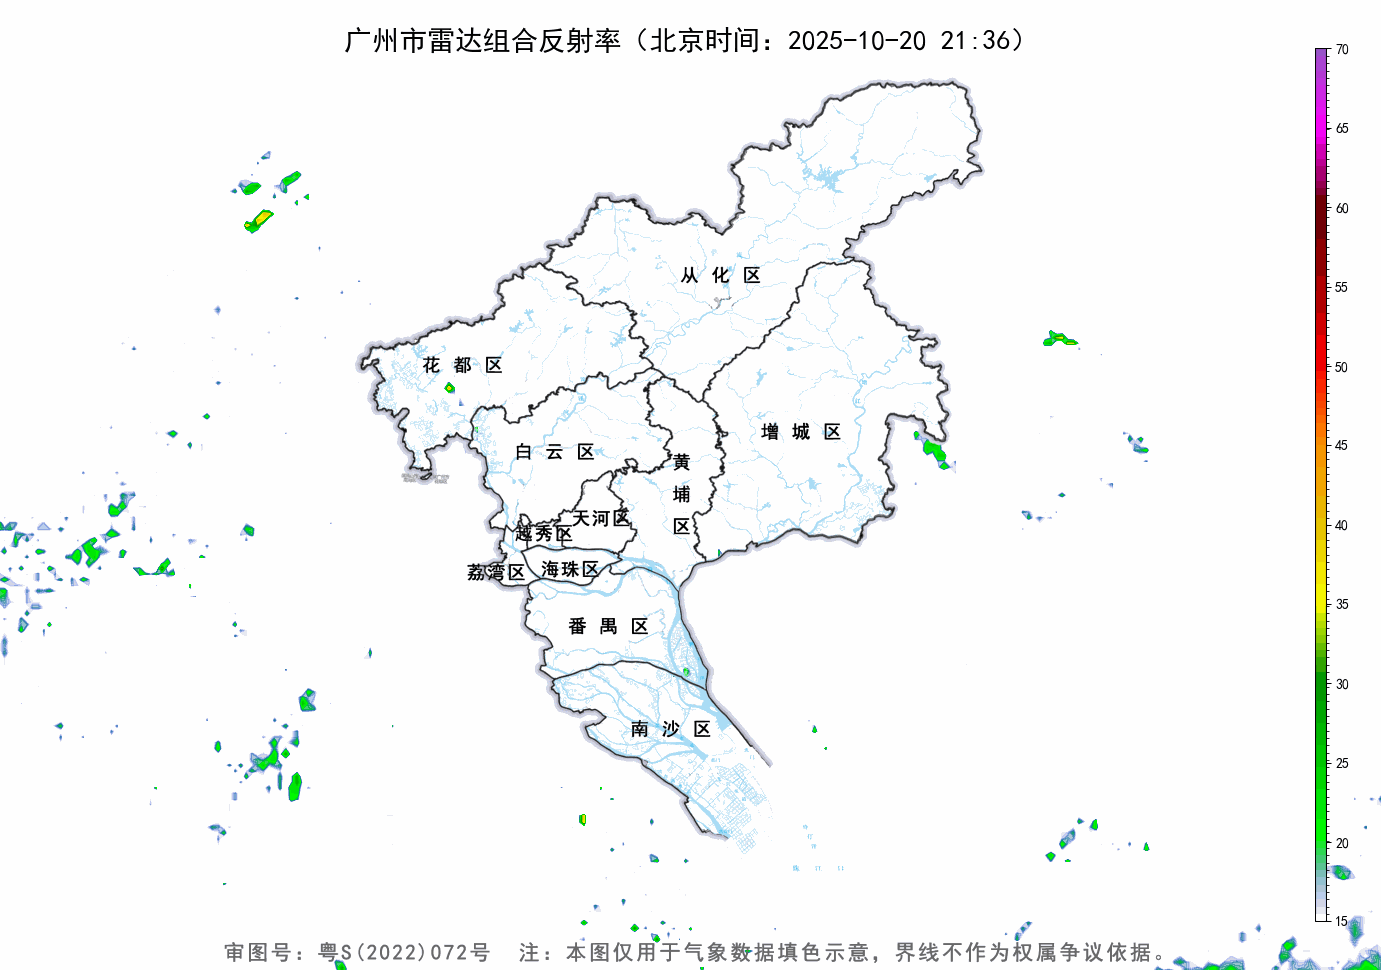 广州市雷达组合反射率（北京时间：2025-10-20 21:36）
70
65
60
55
50
45
40
35
30
25
20
15
从化区
花都区
增城区
白云区
黄埔区
天河区
越秀区
海珠区
荔湾区
番禺区
南沙区
审图号：粤S(2022)072号 注：本图仅用于气象数据填色示意，界线不作为权属争议依据。